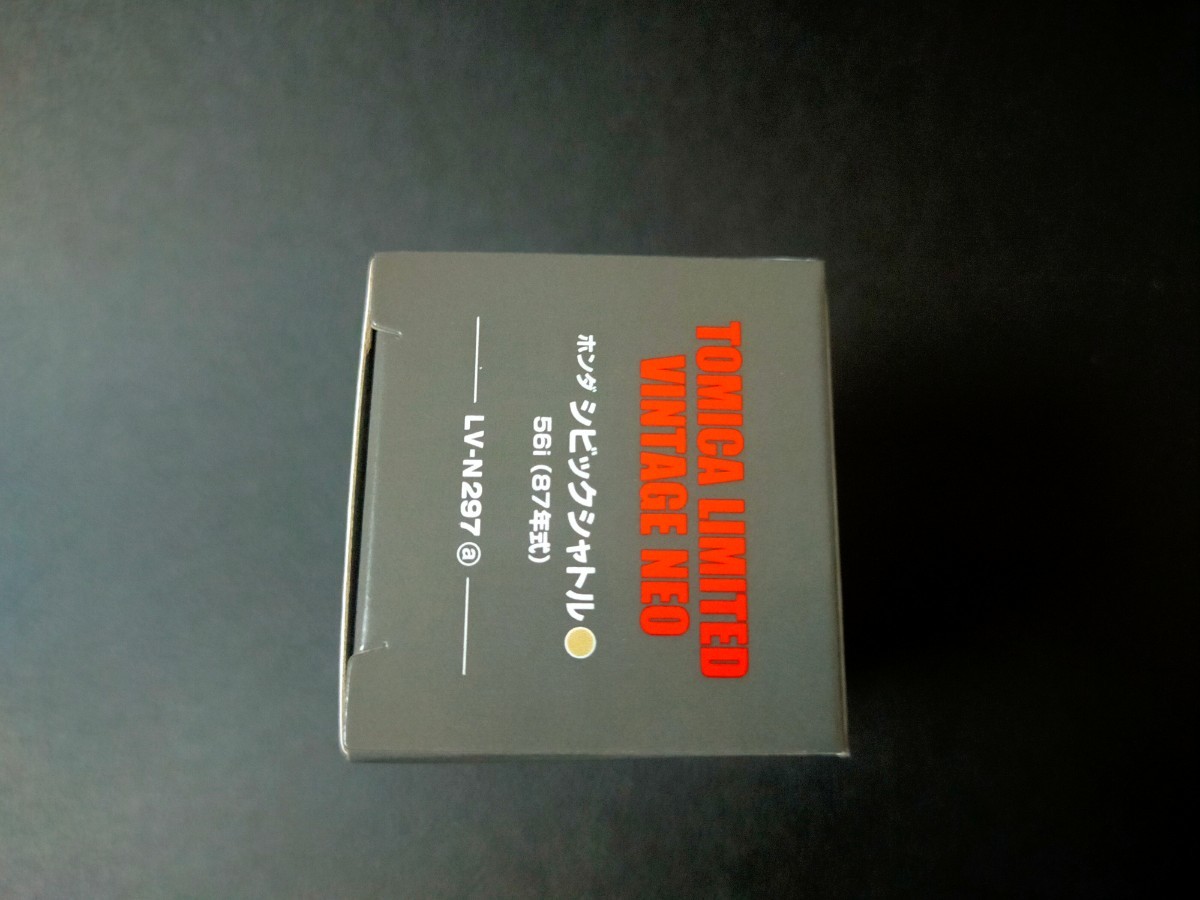 TOMICA LIMITED
VINTAGE NEO
ホンダ シビックシャトル
56i (87年式)
LV-N297 ⓐ